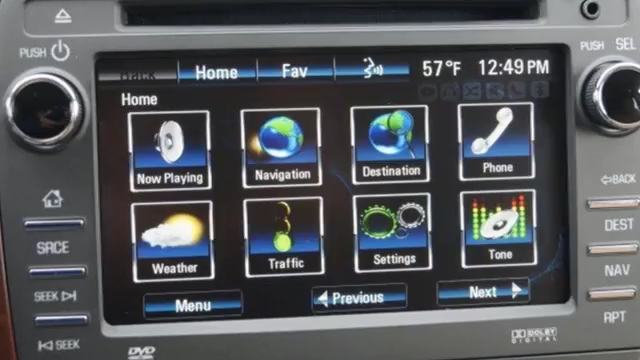 PUSH
PUSH SEL
Back Home Fav 57°F 12:49 PM
Home
Now Playing Navigation Destination Phone
Weather Traffic Settings Tone
Menu Previous Next
SRCE
SEEK
SEEK
BACK
DEST
NAV
RPT
DVD
DOLBY
DIGITAL